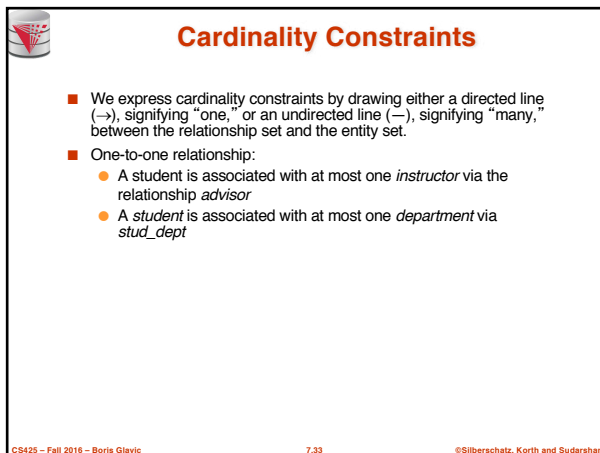 Cardinality Constraints
■ We express cardinality constraints by drawing either a directed line
(→), signifying “one,” or an undirected line (—), signifying “many,”
between the relationship set and the entity set.
■ One-to-one relationship:
● A student is associated with at most one instructor via the
relationship advisor
● A student is associated with at most one department via
stud_dept
CS425 – Fall 2016 – Boris Glavic 7.33 ©Silberschatz, Korth and Sudarshan